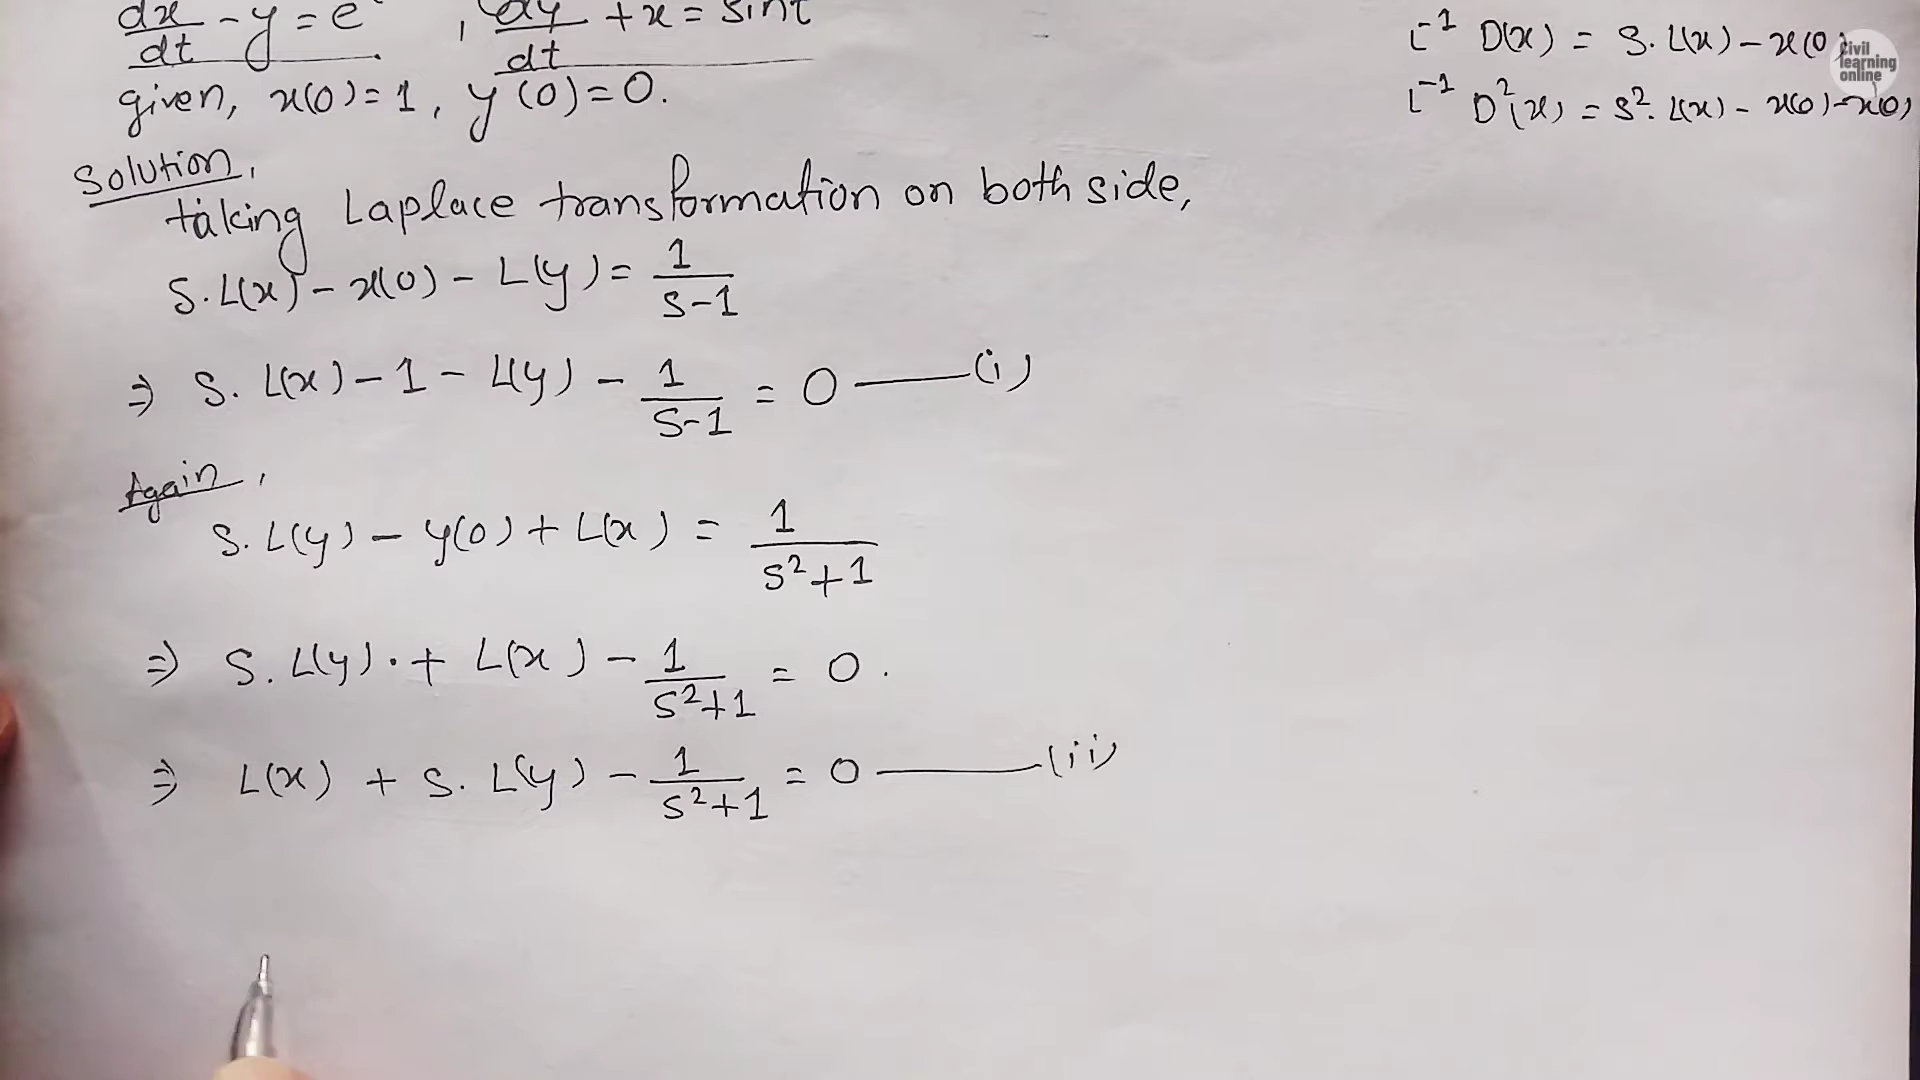 dx/dt - y = e , dy/dt + x = sint
given, x(0)=1, y(0)=0.
Solution,
taking Laplace transformation on both side,
S.L(x) - x(0) - L(y) = 1/(S-1)
⇒ S. L(x) - 1 - L(y) - 1/(S-1) = 0 —— (i)
Again,
S. L(y) - y(0) + L(x) = 1/(S²+1)
⇒ S. L(y) . + L(x) - 1/(S²+1) = 0 .
⇒ L(x) + S. L(y) - 1/(S²+1) = 0 —— (ii)
L⁻¹ D(x) = S. L(x) - x(0)
L⁻¹ D²(x) = S². L(x) - x(0) - x(0)
civil
learning
online